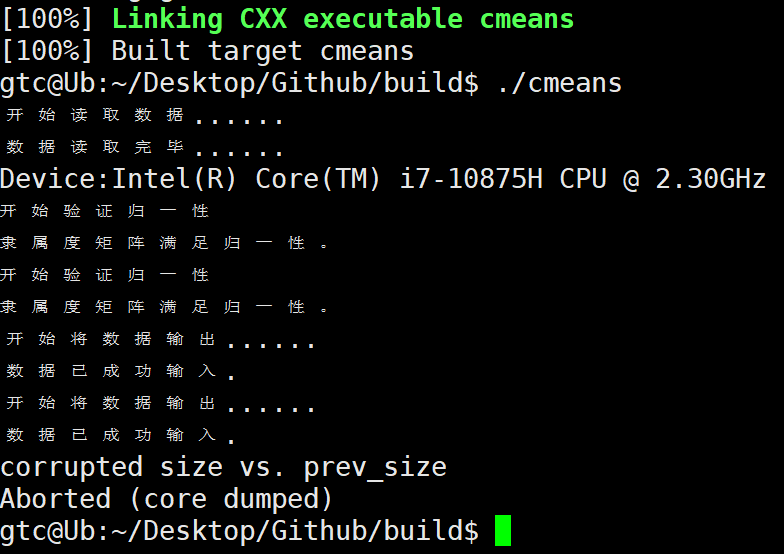 [100%] Linking CXX executable cmeans
[100%] Built target cmeans
gtc@Ub:~/Desktop/Github/build$ ./cmeans
开始读取数据......
数据读取完毕......
Device:Intel(R) Core(TM) i7-10875H CPU @ 2.30GHz
开始验证归一性
隶属度矩阵满足归一性。
开始验证归一性
隶属度矩阵满足归一性。
开始将数据输出......
数据已成功输入.
开始将数据输出......
数据已成功输入.
corrupted size vs. prev_size
Aborted (core dumped)
gtc@Ub:~/Desktop/Github/build$